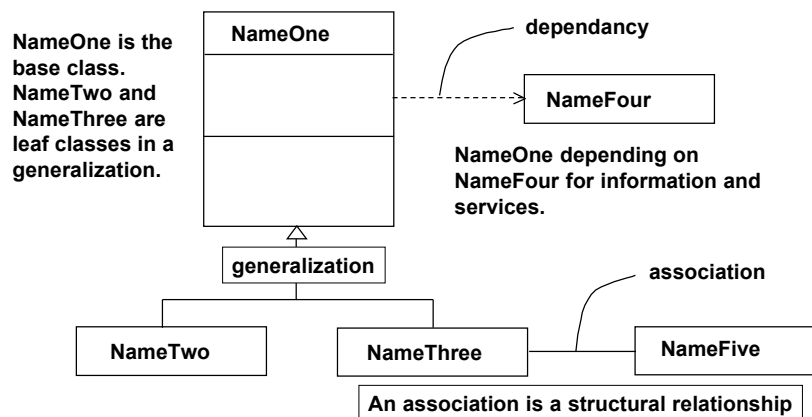 NameOne is the
base class.
NameTwo and
NameThree are
leaf classes in a
generalization.
NameOne
dependancy
NameFour
NameOne depending on
NameFour for information and
services.
generalization
association
NameTwo
NameThree
NameFive
An association is a structural relationship